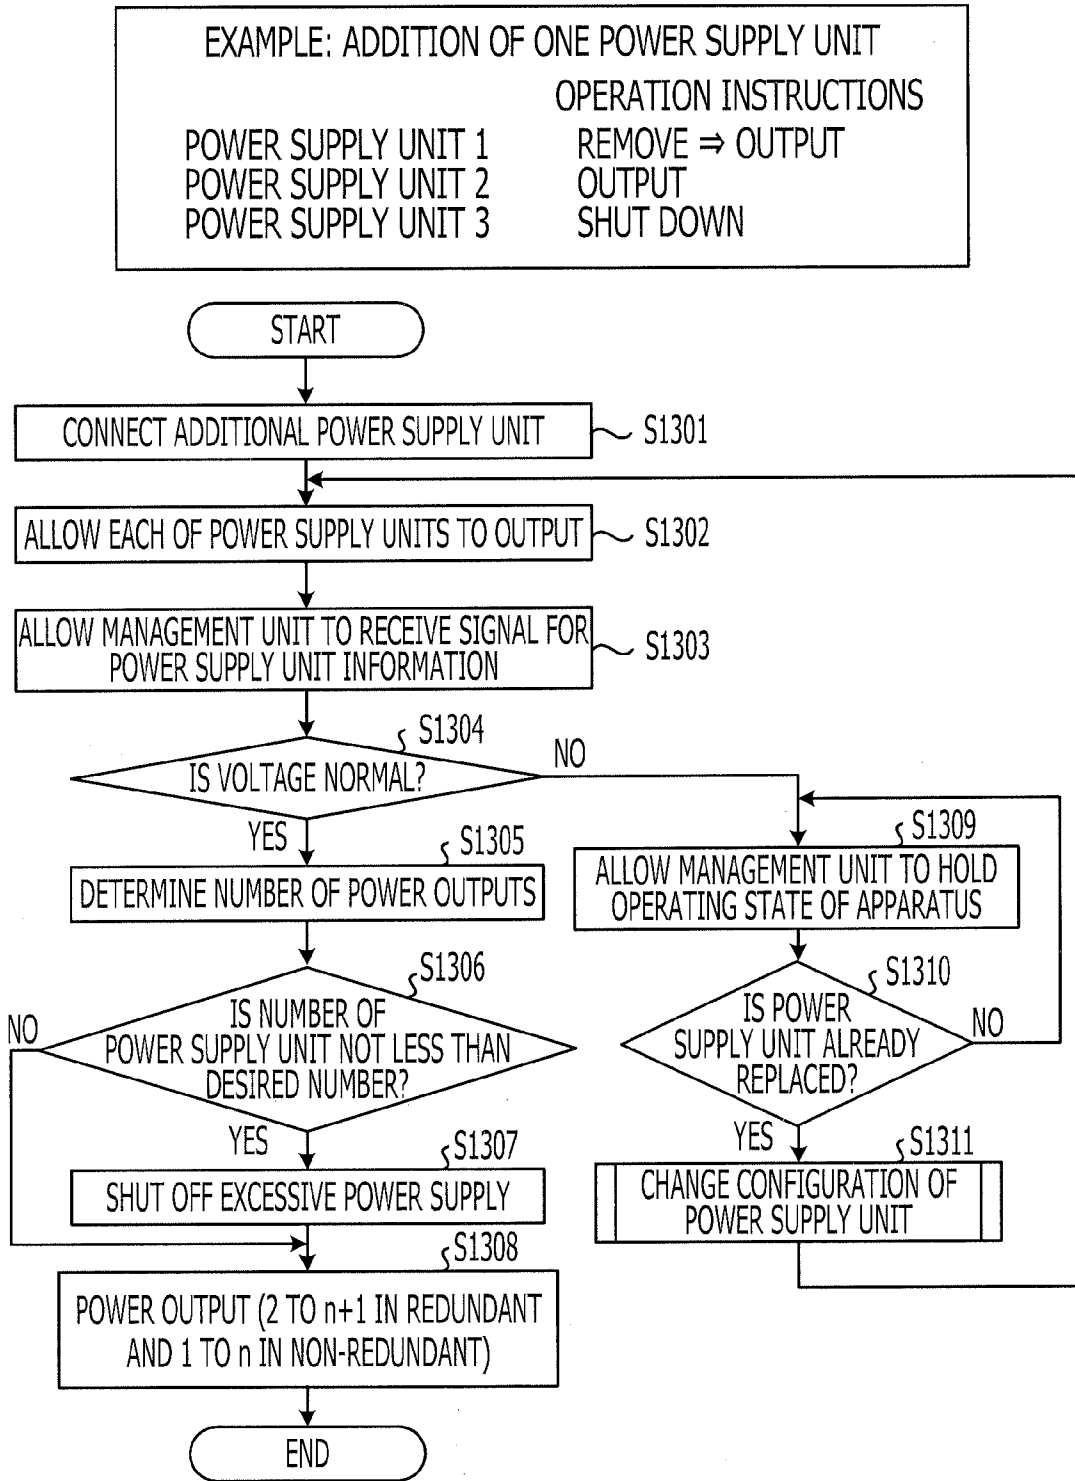 EXAMPLE: ADDITION OF ONE POWER SUPPLY UNIT
OPERATION INSTRUCTIONS
POWER SUPPLY UNIT 1 REMOVE ⇒ OUTPUT
POWER SUPPLY UNIT 2 OUTPUT
POWER SUPPLY UNIT 3 SHUT DOWN
START
CONNECT ADDITIONAL POWER SUPPLY UNIT
S1301
ALLOW EACH OF POWER SUPPLY UNITS TO OUTPUT
S1302
ALLOW MANAGEMENT UNIT TO RECEIVE SIGNAL FOR
POWER SUPPLY UNIT INFORMATION
S1303
S1304
IS VOLTAGE NORMAL?
NO
YES
S1305
DETERMINE NUMBER OF POWER OUTPUTS
S1306
IS NUMBER OF
POWER SUPPLY UNIT NOT LESS THAN
DESIRED NUMBER?
NO
YES
S1307
SHUT OFF EXCESSIVE POWER SUPPLY
S1308
POWER OUTPUT (2 TO n+1 IN REDUNDANT
AND 1 TO n IN NON-REDUNDANT)
END
S1309
ALLOW MANAGEMENT UNIT TO HOLD
OPERATING STATE OF APPARATUS
S1310
IS POWER
SUPPLY UNIT ALREADY
REPLACED?
NO
YES
S1311
CHANGE CONFIGURATION OF
POWER SUPPLY UNIT